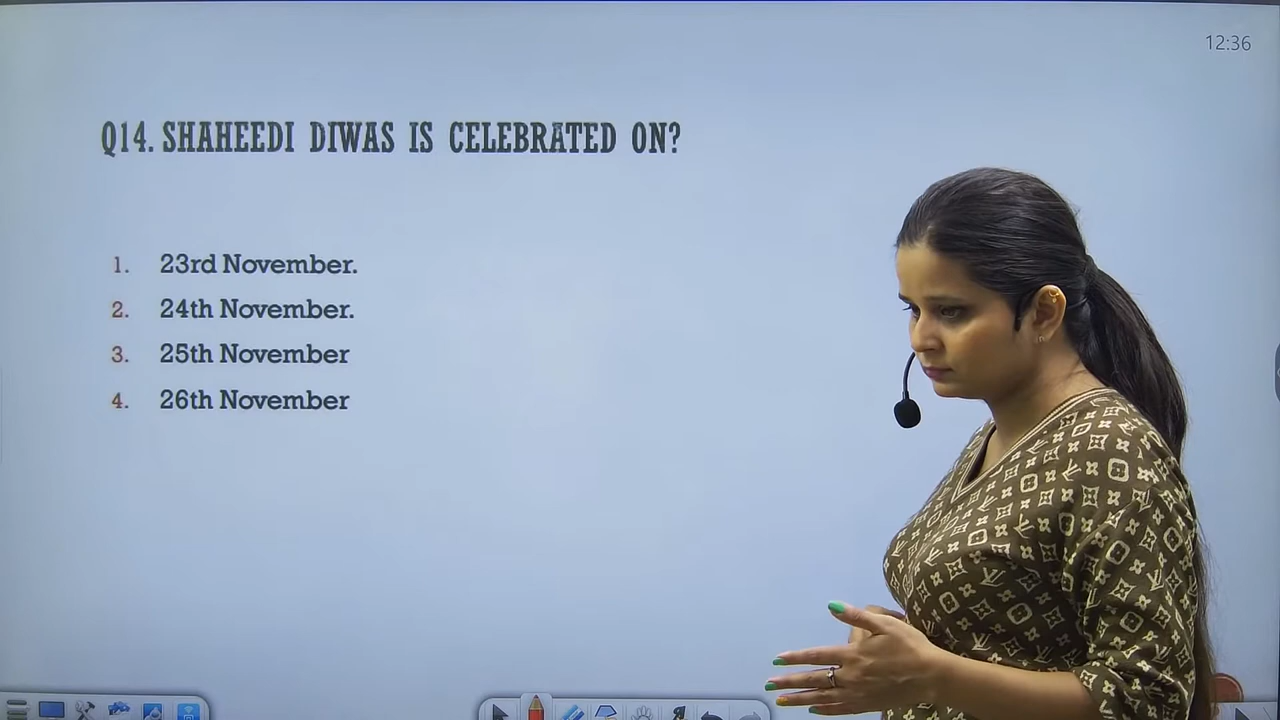 12:36
Q14. SHAHEEDI DIWAS IS CELEBRATED ON?
1. 23rd November.
2. 24th November.
3. 25th November
4. 26th November